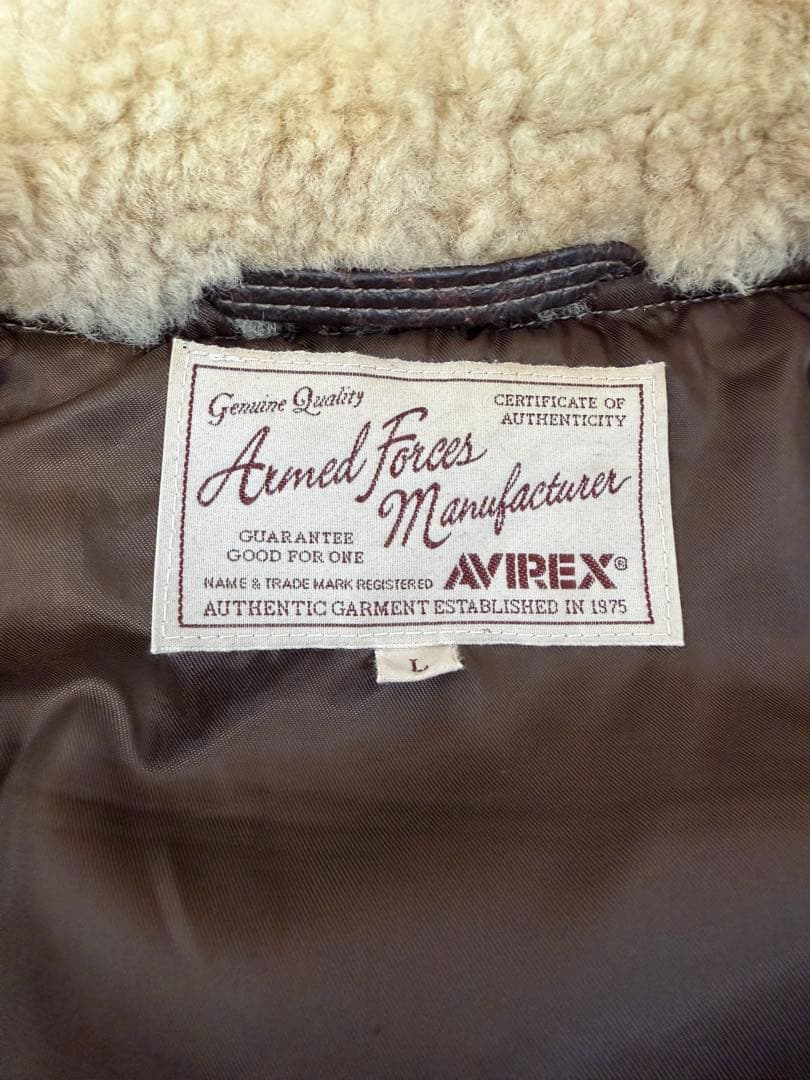 Genuine Quality
CERTIFICATE OF
AUTHENTICITY
Armed Forces
Manufacturer
GUARANTEE
GOOD FOR ONE
NAME & TRADE MARK REGISTERED
AVIREX®
AUTHENTIC GARMENT ESTABLISHED IN 1975
L